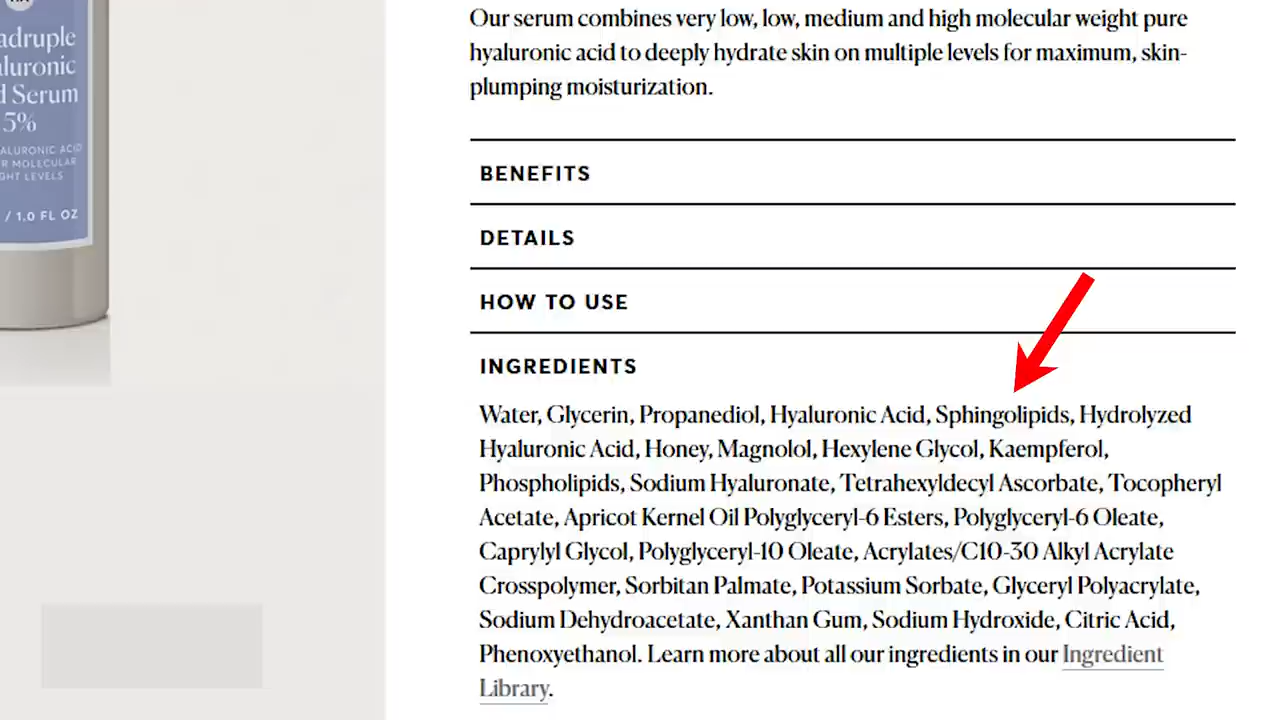 adruple
aluronic
d Serum
5%
ALURONIC ACID
R MOLECULAR
GHT LEVELS
/ 1.0 FL OZ
Our serum combines very low, low, medium and high molecular weight pure
hyaluronic acid to deeply hydrate skin on multiple levels for maximum, skin-
plumping moisturization.
BENEFITS
DETAILS
HOW TO USE
INGREDIENTS
Water, Glycerin, Propanediol, Hyaluronic Acid, Sphingolipids, Hydrolyzed
Hyaluronic Acid, Honey, Magnolol, Hexylene Glycol, Kaempferol,
Phospholipids, Sodium Hyaluronate, Tetrahexyldecyl Ascorbate, Tocopheryl
Acetate, Apricot Kernel Oil Polyglyceryl-6 Esters, Polyglyceryl-6 Oleate,
Caprylyl Glycol, Polyglyceryl-10 Oleate, Acrylates/C10-30 Alkyl Acrylate
Crosspolymer, Sorbitan Palmate, Potassium Sorbate, Glyceryl Polyacrylate,
Sodium Dehydroacetate, Xanthan Gum, Sodium Hydroxide, Citric Acid,
Phenoxyethanol. Learn more about all our ingredients in our Ingredient
Library.